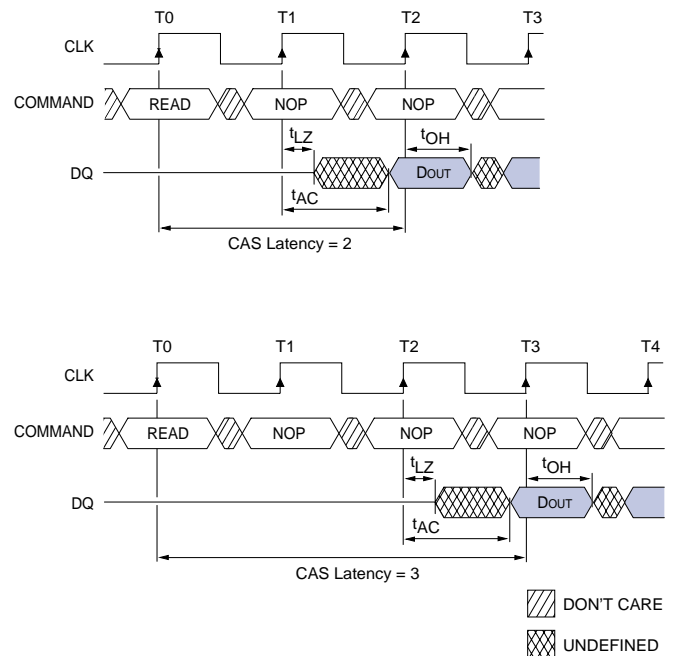 T0 T1 T2 T3
CLK
COMMAND READ NOP NOP
tLZ tOH
DQ DOUT
tAC
CAS Latency = 2
T0 T1 T2 T3 T4
CLK
COMMAND READ NOP NOP NOP
tLZ tOH
DQ DOUT
tAC
CAS Latency = 3
DON'T CARE
UNDEFINED